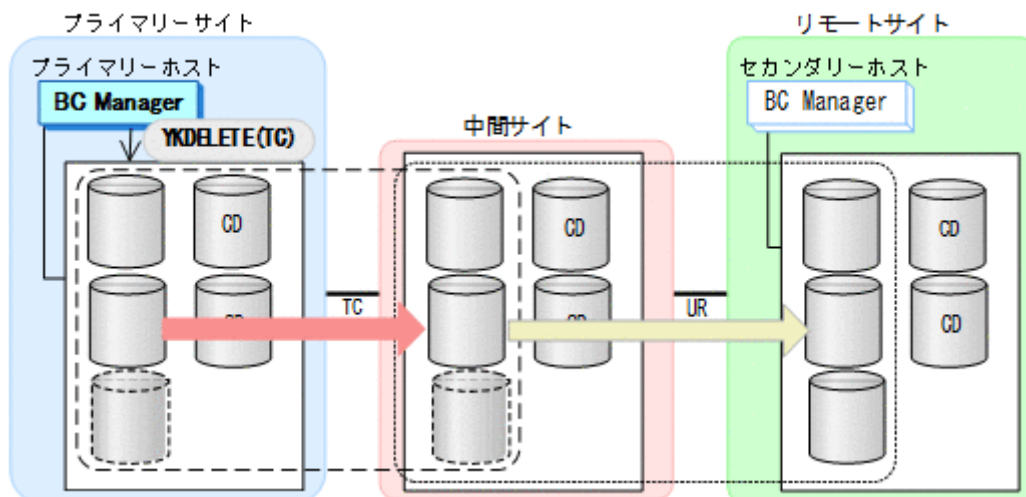 プライマリーサイト
リモートサイト
プライマリーホスト
セカンダリーホスト
BC Manager
BC Manager
YKDELETE(TC)
中間サイト
CD
CD
CD
TC
UR
CD
CD
CD